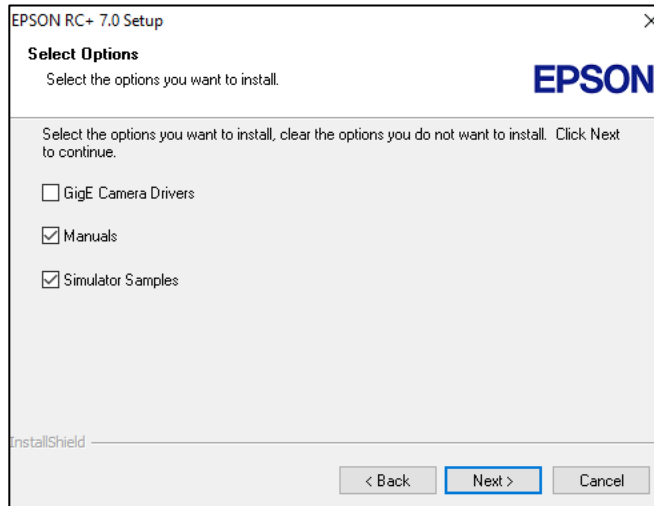 EPSON RC+ 7.0 Setup
Select Options
Select the options you want to install.
EPSON
Select the options you want to install, clear the options you do not want to install. Click Next
to continue.
GigE Camera Drivers
Manuals
Simulator Samples
InstallShield
< Back
Next >
Cancel